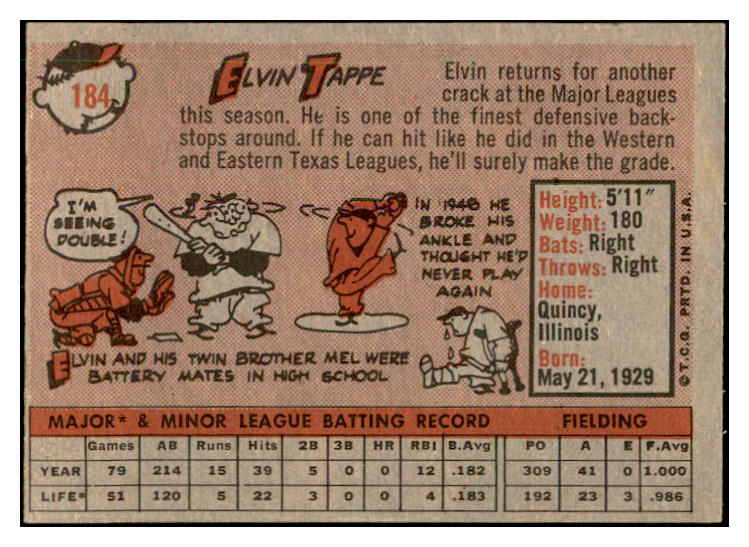 184
ELVIN TAPPE
Elvin returns for another
crack at the Major Leagues
this season. He is one of the finest defensive back-
stops around. If he can hit like he did in the Western
and Eastern Texas Leagues, he'll surely make the grade.
I'M
SEEING
DOUBLE!
ELVIN AND HIS TWIN BROTHER MEL WERE
BATTERY MATES IN HIGH SCHOOL
IN 1948 HE
BROKE HIS
ANKLE AND
THOUGHT HE'D
NEVER PLAY
AGAIN
Height: 5'11"
Weight: 180
Bats: Right
Throws: Right
Home:
Quincy,
Illinois
Born:
May 21, 1929
© T.C.G. PRTD. IN U.S.A.
MAJOR* & MINOR LEAGUE BATTING RECORD FIELDING
Games AB Runs Hits 2B 3B HR RBI B.Avg PO A E F.Avg
YEAR 79 214 15 39 5 0 0 12 .182 309 41 0 1.000
LIFE* 51 120 5 22 3 0 0 4 .183 192 23 3 .986